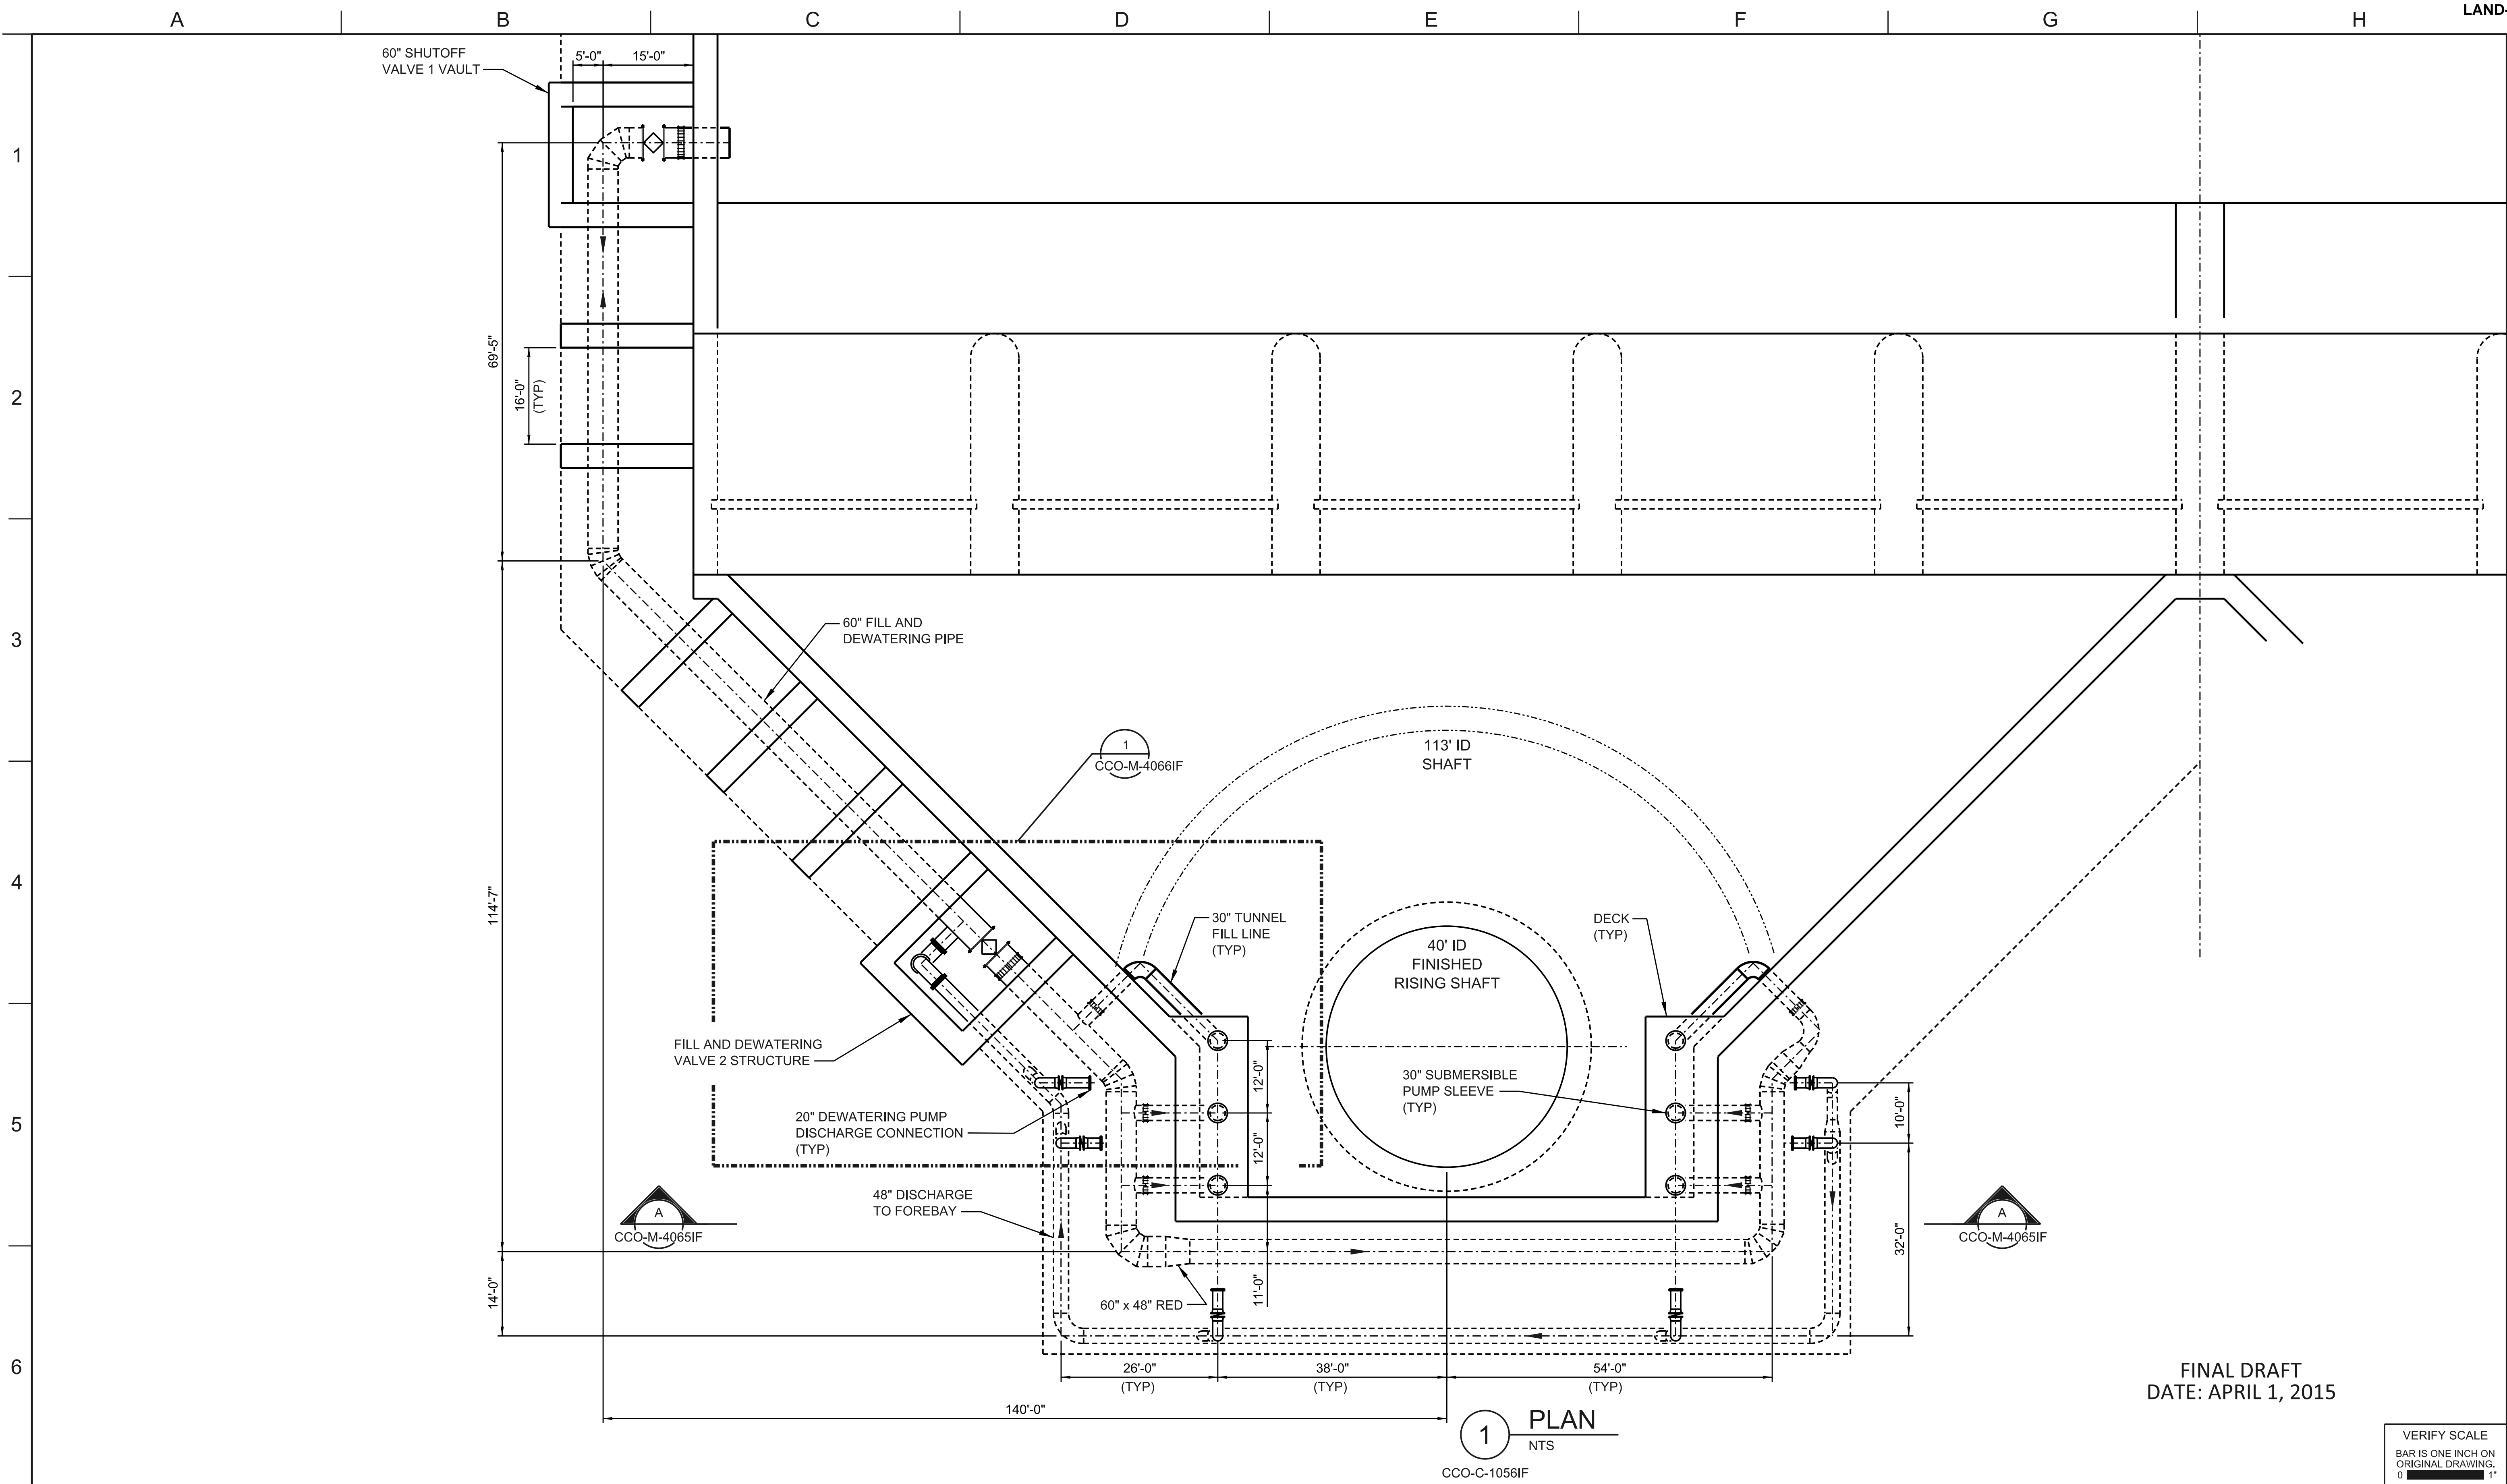 A B C D E F G H LAND-
1
2
3
4
5
6
60" SHUTOFF
VALVE 1 VAULT
5'-0"
15'-0"
69'-5"
16'-0"
(TYP)
60" FILL AND
DEWATERING PIPE
1
CCO-M-4066IF
113' ID
SHAFT
114'-7"
30" TUNNEL
FILL LINE
(TYP)
40' ID
FINISHED
RISING SHAFT
DECK
(TYP)
FILL AND DEWATERING
VALVE 2 STRUCTURE
12'-0"
12'-0"
11'-0"
30" SUBMERSIBLE
PUMP SLEEVE
(TYP)
20" DEWATERING PUMP
DISCHARGE CONNECTION
(TYP)
10'-0"
32'-0"
48" DISCHARGE
TO FOREBAY
A
CCO-M-4065IF
A
CCO-M-4065IF
14'-0"
60" x 48" RED
26'-0"
(TYP)
38'-0"
(TYP)
54'-0"
(TYP)
140'-0"
1
PLAN
NTS
CCO-C-1056IF
FINAL DRAFT
DATE: APRIL 1, 2015
VERIFY SCALE
BAR IS ONE INCH ON
ORIGINAL DRAWING.
0 1"